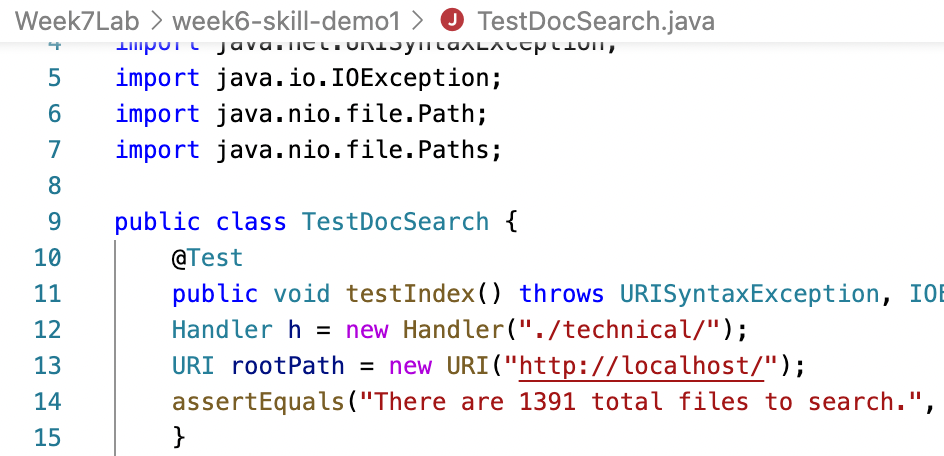 Week7Lab > week6-skill-demo1 > J TestDocSearch.java
4 import java.net.URISyntaxException;
5 import java.io.IOException;
6 import java.nio.file.Path;
7 import java.nio.file.Paths;
8
9 public class TestDocSearch {
10 @Test
11 public void testIndex() throws URISyntaxException, IOE
12 Handler h = new Handler("./technical/");
13 URI rootPath = new URI("http://localhost/");
14 assertEquals("There are 1391 total files to search.",
15 }